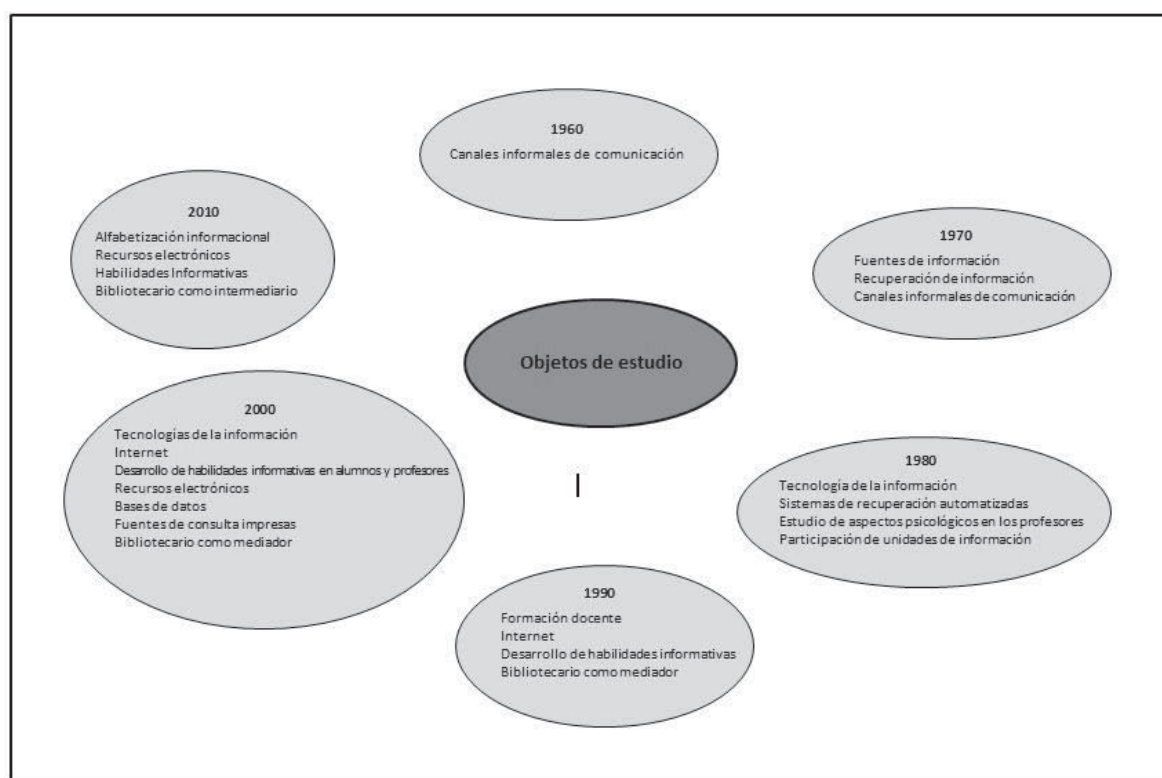 1960
Canales informales de comunicación
2010
Alfabetización informacional
Recursos electrónicos
Habilidades Informativas
Bibliotecario como intermediario
1970
Fuentes de información
Recuperación de información
Canales informales de comunicación
Objetos de estudio
2000
Tecnologías de la información
Internet
Desarrollo de habilidades informativas en alumnos y profesores
Recursos electrónicos
Bases de datos
Fuentes de consulta impresas
Bibliotecario como mediador
1980
Tecnología de la información
Sistemas de recuperación automatizadas
Estudio de aspectos psicológicos en los profesores
Participación de unidades de información
1990
Formación docente
Internet
Desarrollo de habilidades informativas
Bibliotecario como mediador